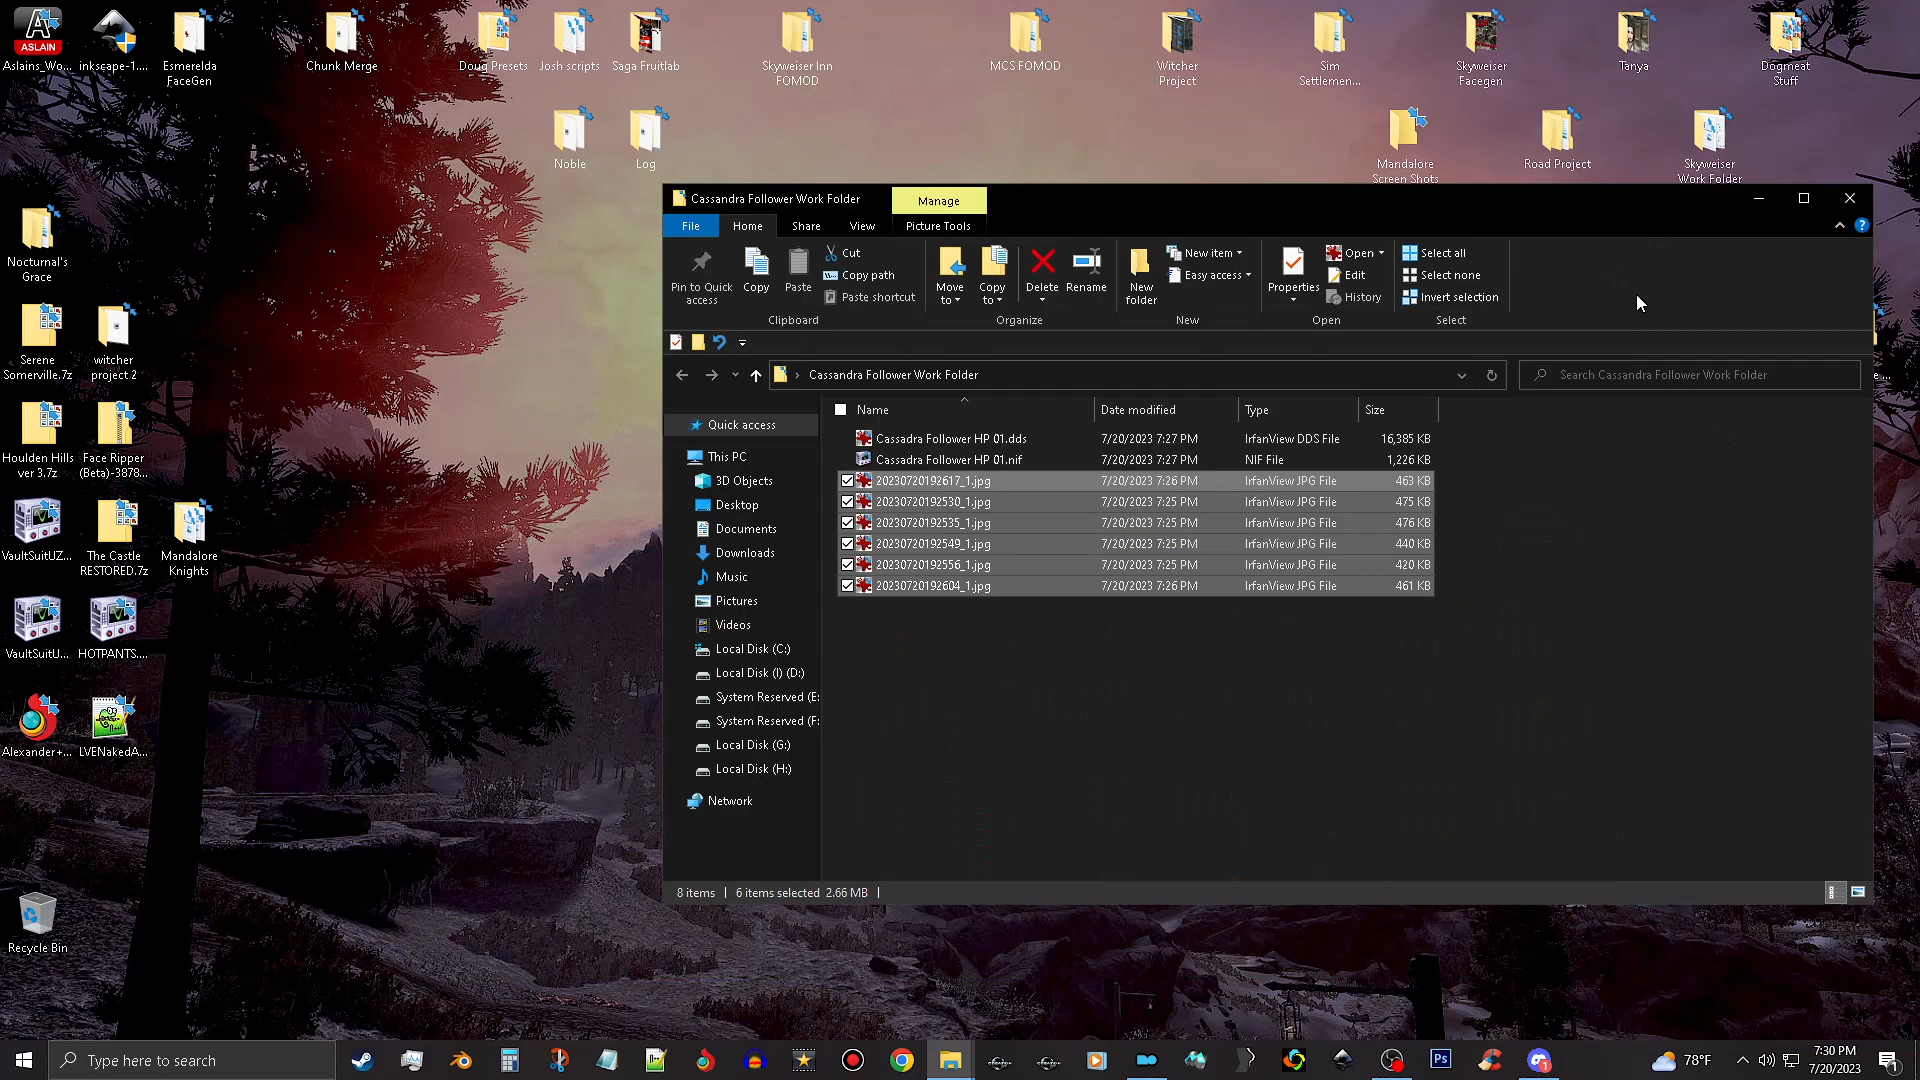 ASLAIN
Aslains_Wo...
inkscape-1....
Esmerelda
FaceGen
Chunk Merge
Doug Presets
Josh scripts
Saga Fruitlab
Skyweiser Inn
FOMOD
MCS FOMOD
Witcher
Project
Sim
Settlemen...
Skyweiser
Facegen
Tanya
Dogmeat
Stuff
Noble
Log
Mandalore
Screen Shots
Road Project
Skyweiser
Work Folder
Nocturnal's
Grace
Serene
Somerville.7z
witcher
project 2
Houlden Hills
ver 3.7z
Face Ripper
(Beta)-3878...
VaultSuitUZ...
The Castle
RESTORED.7z
Mandalore
Knights
VaultSuitU...
HOTPANTS....
Alexander+...
LVENakedA...
Recycle Bin
Cassandra Follower Work Folder
Manage
File
Home
Share
View
Picture Tools
Pin to Quick
access
Copy
Paste
Cut
Copy path
Paste shortcut
Clipboard
Move
to
Copy
to
Delete
Rename
Organize
New
folder
New item
Easy access
New
Properties
Open
Edit
History
Open
Select all
Select none
Invert selection
Select
Cassandra Follower Work Folder
Search Cassandra Follower Work Folder
Name
Date modified
Type
Size
Quick access
This PC
3D Objects
Desktop
Documents
Downloads
Music
Pictures
Videos
Local Disk (C:)
Local Disk (I) (D:)
System Reserved (E:
System Reserved (F:
Local Disk (G:)
Local Disk (H:)
Network
Cassadra Follower HP 01.dds 7/20/2023 7:27 PM IrfanView DDS File 16,385 KB
Cassadra Follower HP 01.nif 7/20/2023 7:27 PM NIF File 1,226 KB
20230720192617_1.jpg 7/20/2023 7:26 PM IrfanView JPG File 463 KB
20230720192530_1.jpg 7/20/2023 7:25 PM IrfanView JPG File 475 KB
20230720192535_1.jpg 7/20/2023 7:25 PM IrfanView JPG File 476 KB
20230720192549_1.jpg 7/20/2023 7:25 PM IrfanView JPG File 440 KB
20230720192556_1.jpg 7/20/2023 7:25 PM IrfanView JPG File 420 KB
20230720192604_1.jpg 7/20/2023 7:26 PM IrfanView JPG File 461 KB
8 items
6 items selected 2.66 MB
Type here to search
Ps
78°F
7:30 PM
7/20/2023